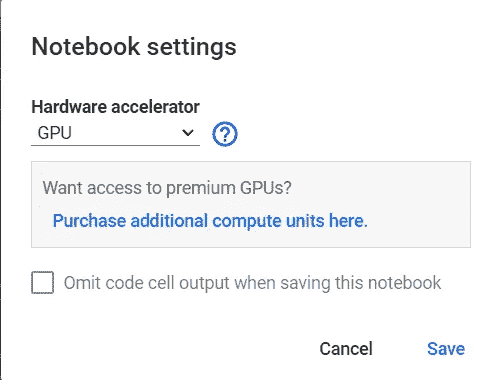 Notebook settings
Hardware accelerator
GPU
?
Want access to premium GPUs?
Purchase additional compute units here.
Omit code cell output when saving this notebook
Cancel Save